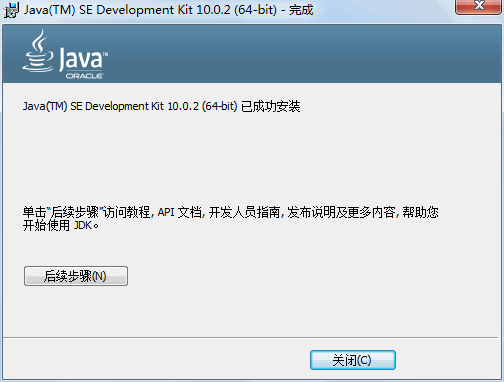 Java(TM) SE Development Kit 10.0.2 (64-bit) - 完成
Java™
ORACLE
Java(TM) SE Development Kit 10.0.2 (64-bit) 已成功安装
单击“后续步骤”访问教程, API 文档, 开发人员指南, 发布说明及更多内容, 帮助您
开始使用 JDK。
后续步骤(N)
关闭(C)